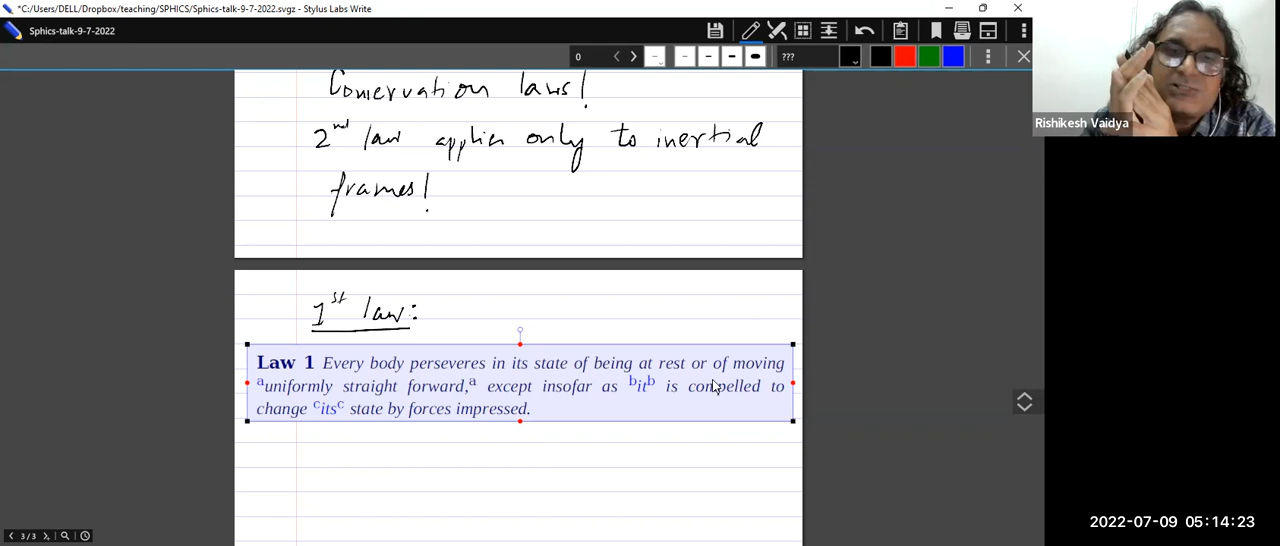 *C:/Users/DELL/Dropbox/teaching/SPHICS/Sphics-talk-9-7-2022.svgz - Stylus Labs Write
Sphics-talk-9-7-2022
0
???
Rishikesh Vaidya
Conservation laws!
2nd law applies only to inertial
frames!
1st law:
Law 1 Every body perseveres in its state of being at rest or of moving
auniformly straight forward,a except insofar as bitb is compelled to
change citsc state by forces impressed.
3/3
2022-07-09 05:14:23